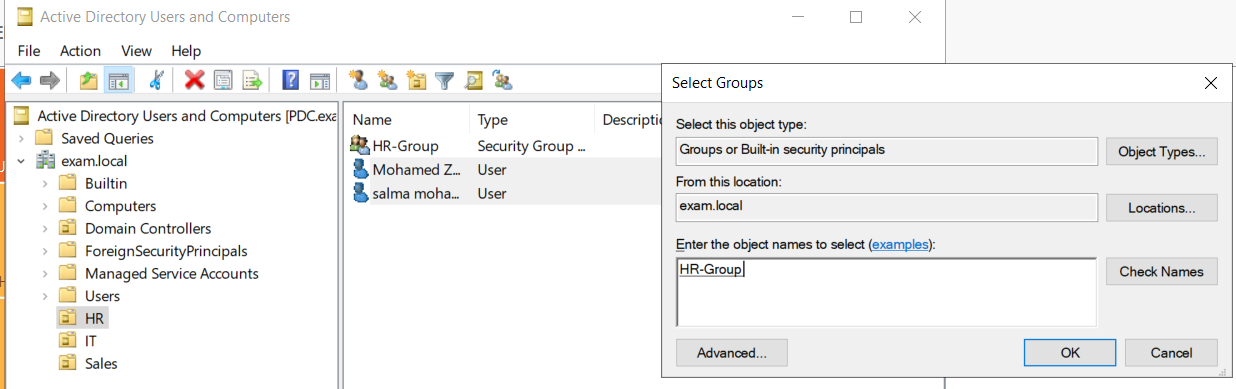 Active Directory Users and Computers
File Action View Help
Active Directory Users and Computers [PDC.exa
Saved Queries
exam.local
Builtin
Computers
Domain Controllers
ForeignSecurityPrincipals
Managed Service Accounts
Users
HR
IT
Sales
Name Type Descripti
HR-Group Security Group ...
Mohamed Z... User
salma moha... User
Select Groups
Select this object type:
Groups or Built-in security principals Object Types...
From this location:
exam.local Locations...
Enter the object names to select (examples):
HR-Group Check Names
Advanced... OK Cancel